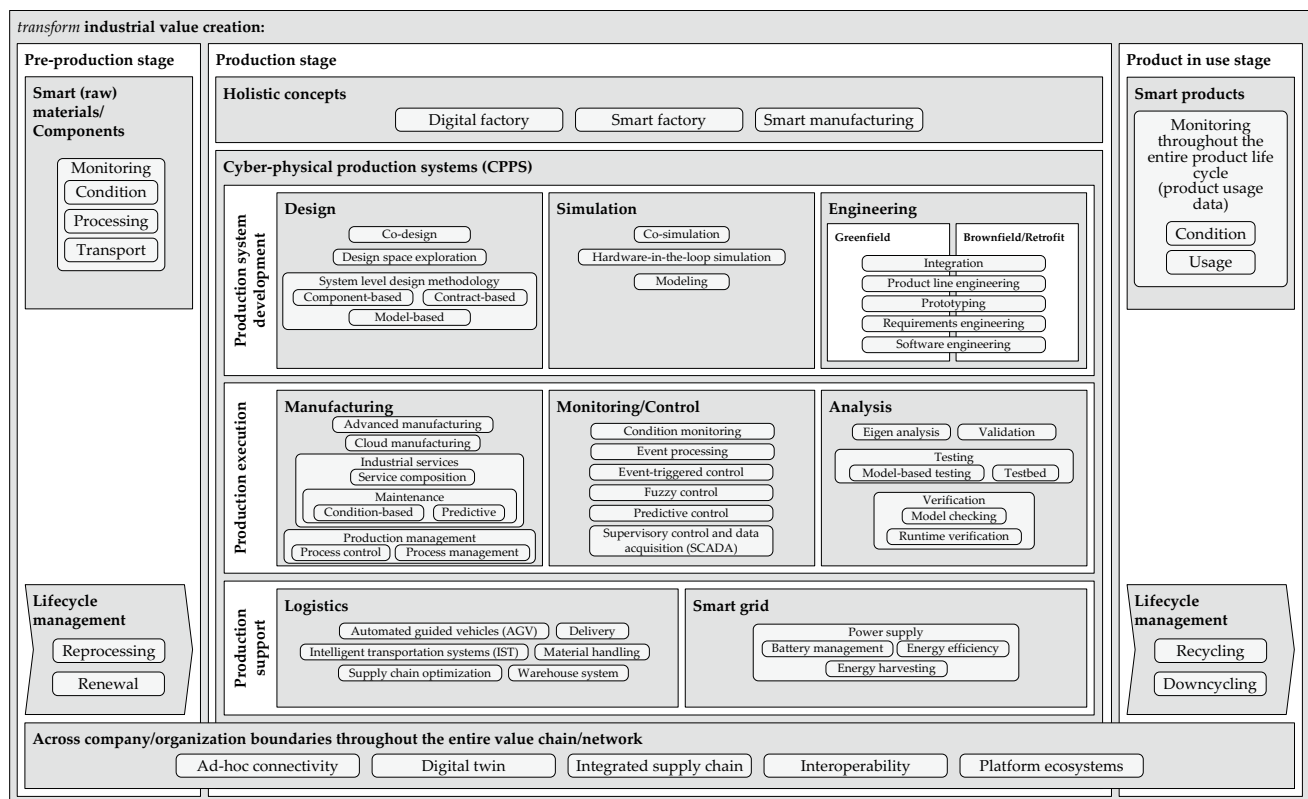 transform industrial value creation:
Pre-production stage
Smart (raw)
materials/
Components
Monitoring
Condition
Processing
Transport
Lifecycle
management
Reprocessing
Renewal
Production stage
Holistic concepts
Digital factory
Smart factory
Smart manufacturing
Cyber-physical production systems (CPPS)
Production system
development
Design
Co-design
Design space exploration
System level design methodology
Component-based
Contract-based
Model-based
Simulation
Co-simulation
Hardware-in-the-loop simulation
Modeling
Engineering
Greenfield
Brownfield/Retrofit
Integration
Product line engineering
Prototyping
Requirements engineering
Software engineering
Production execution
Manufacturing
Advanced manufacturing
Cloud manufacturing
Industrial services
Service composition
Maintenance
Condition-based
Predictive
Production management
Process control
Process management
Monitoring/Control
Condition monitoring
Event processing
Event-triggered control
Fuzzy control
Predictive control
Supervisory control and data
acquisition (SCADA)
Analysis
Eigen analysis
Validation
Testing
Model-based testing
Testbed
Verification
Model checking
Runtime verification
Production
support
Logistics
Automated guided vehicles (AGV)
Delivery
Intelligent transportation systems (IST)
Material handling
Supply chain optimization
Warehouse system
Smart grid
Power supply
Battery management
Energy efficiency
Energy harvesting
Product in use stage
Smart products
Monitoring
throughout the
entire product life
cycle
(product usage
data)
Condition
Usage
Lifecycle
management
Recycling
Downcycling
Across company/organization boundaries throughout the entire value chain/network
Ad-hoc connectivity
Digital twin
Integrated supply chain
Interoperability
Platform ecosystems